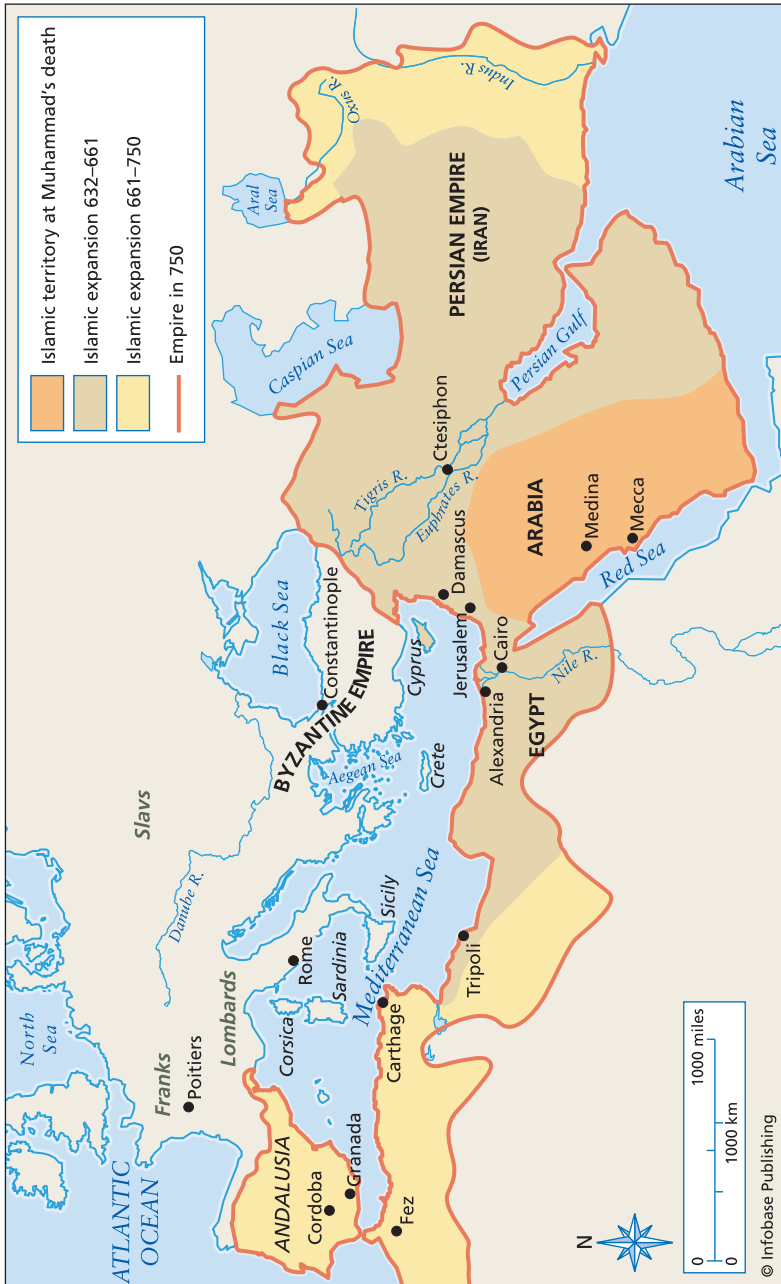 Islamic territory at Muhammad's death
Islamic expansion 632–661
Islamic expansion 661–750
Empire in 750
ATLANTIC
OCEAN
North
Sea
Franks
Poitiers
Lombards
Slavs
Danube R.
ANDALUSIA
Cordoba
Granada
Fez
Corsica
Sardinia
Rome
Sicily
Mediterranean Sea
Carthage
Tripoli
BYZANTINE EMPIRE
Constantinople
Black Sea
Aegean Sea
Crete
Cyprus
Alexandria
Cairo
EGYPT
Nile R.
Jerusalem
Damascus
Tigris R.
Euphrates R.
Ctesiphon
Caspian Sea
Aral
Sea
Oxus R.
Indus R.
PERSIAN EMPIRE
(IRAN)
Persian Gulf
ARABIA
Medina
Mecca
Red Sea
Arabian
Sea
N
0 1000 miles
0 1000 km
© Infobase Publishing